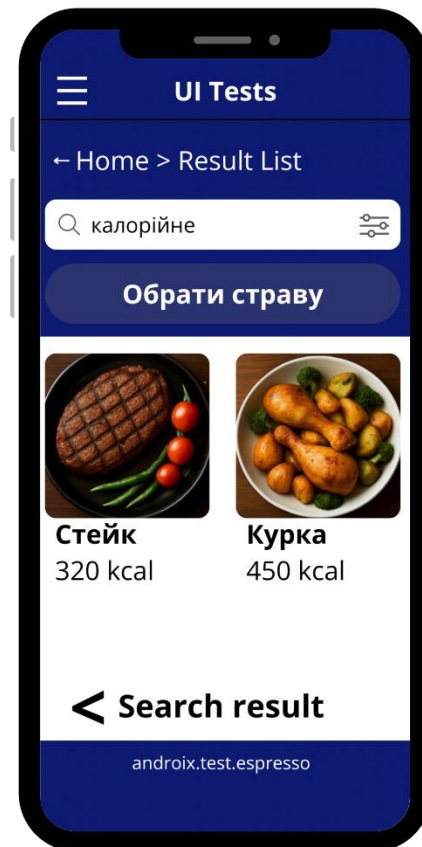 UI Tests
←Home > Result List
калорійне
Обрати страву
Стейк
320 kcal
Курка
450 kcal
< Search result
androix.test.espresso